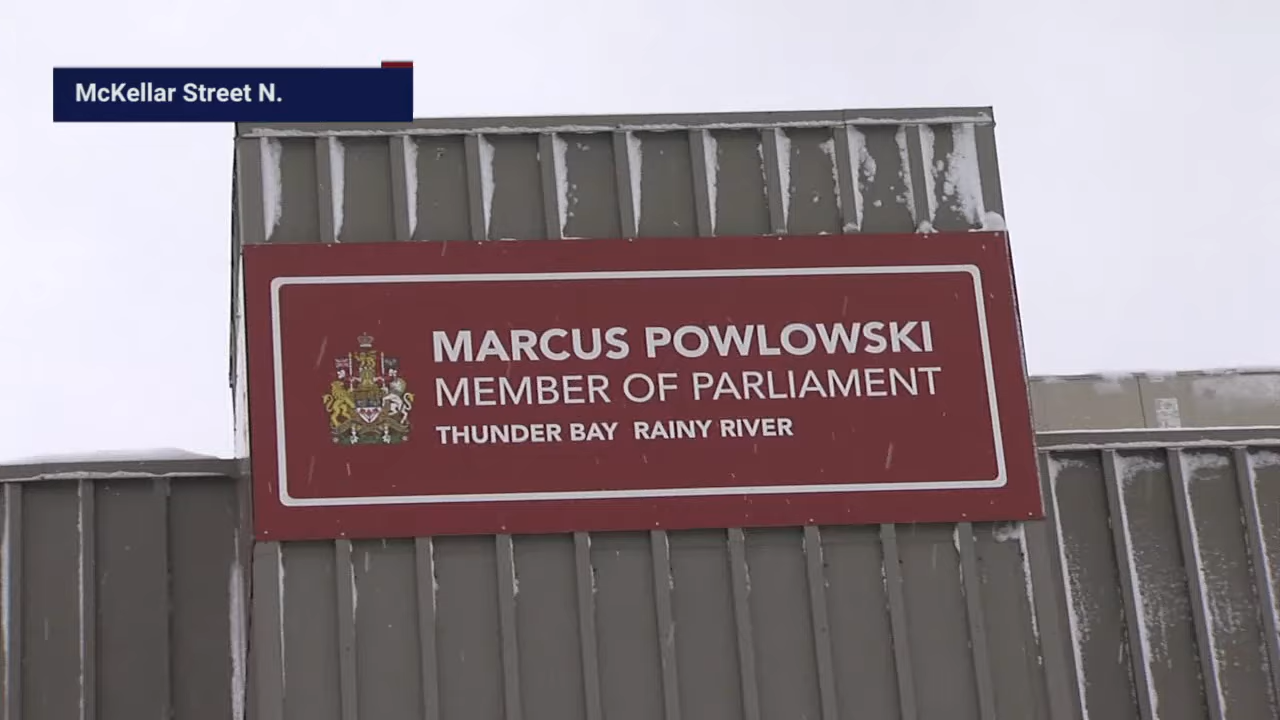 McKellar Street N.
MARCUS POWLOWSKI
MEMBER OF PARLIAMENT
THUNDER BAY RAINY RIVER